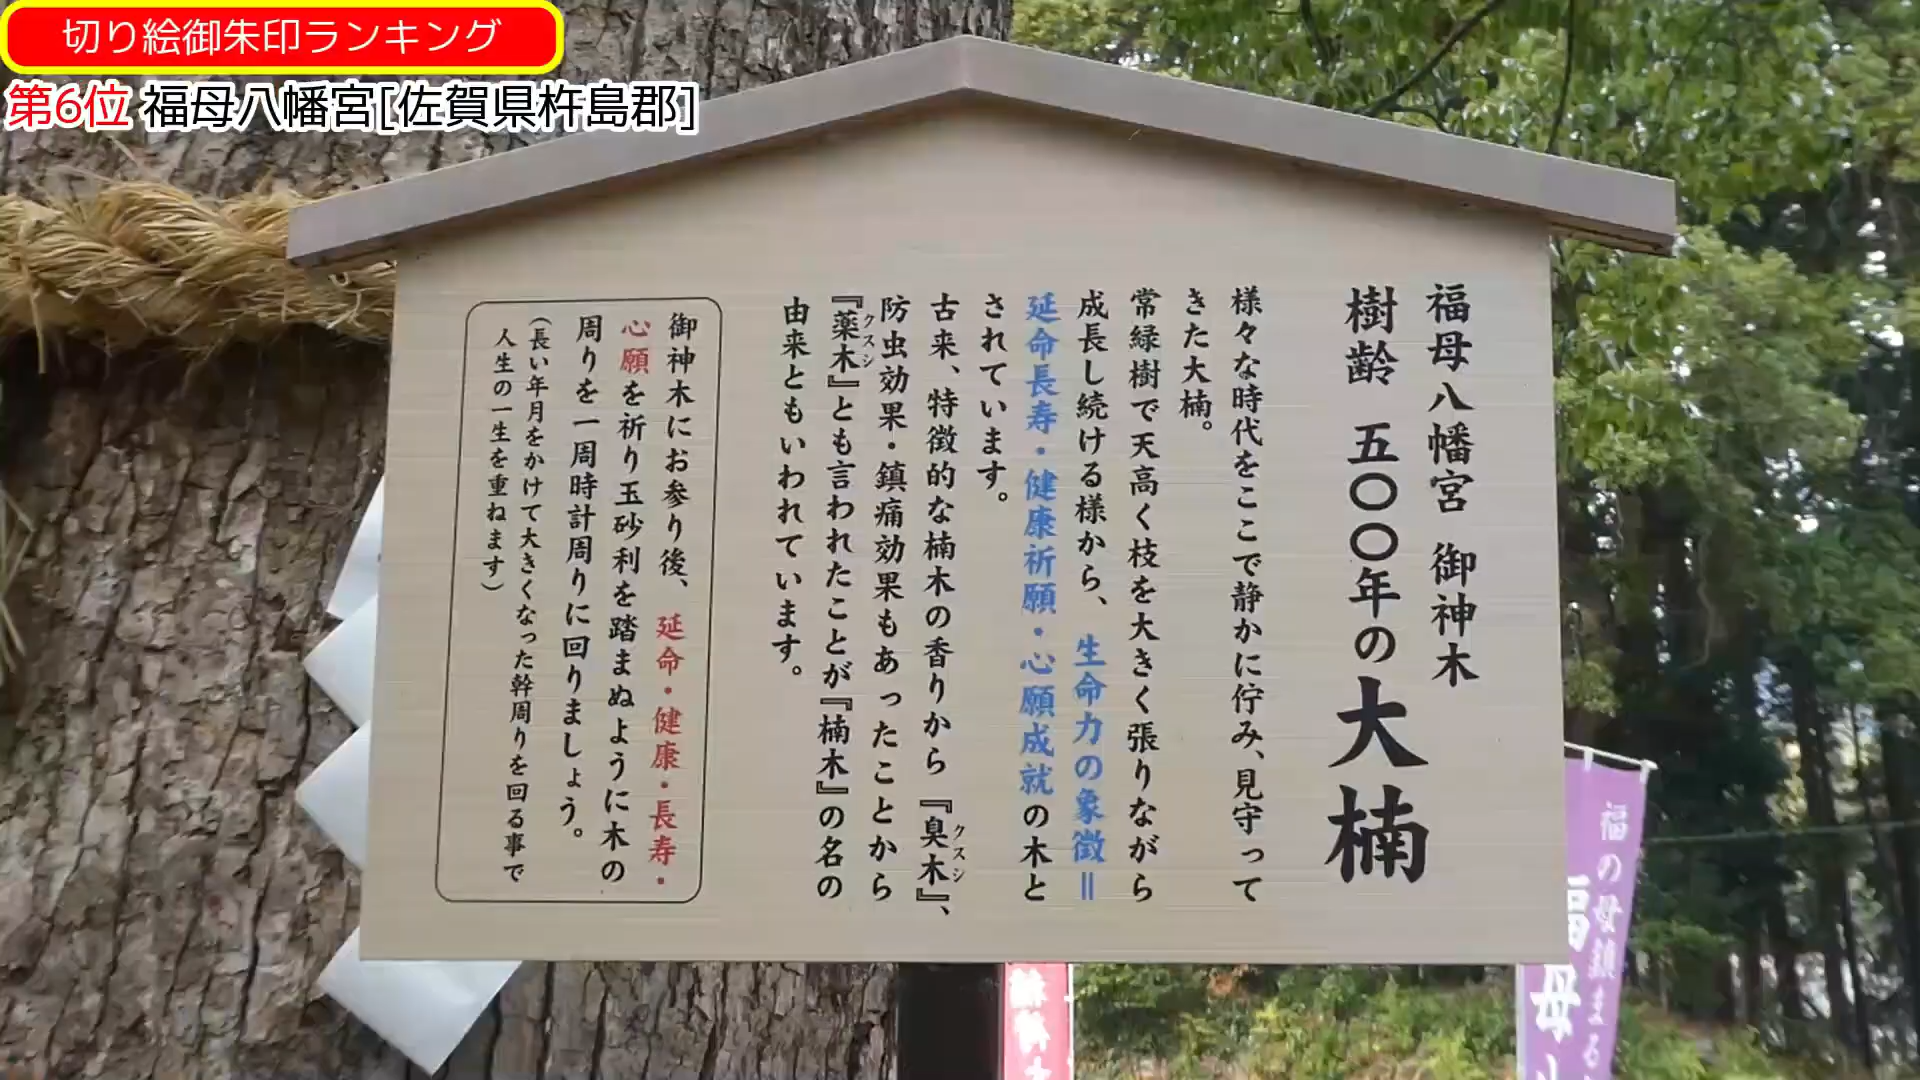 切り絵御朱印ランキング
第6位 福母八幡宮[佐賀県杵島郡]
福母八幡宮 御神木
樹齢 五〇〇年の大楠
様々な時代をここで静かに佇み、見守って
きた大楠。
常緑樹で天高く枝を大きく張りながら
成長し続ける様から、生命力の象徴＝
延命長寿・健康祈願・心願成就の木と
されています。
古来、特徴的な楠木の香りから『臭木』、
クスシ
防虫効果・鎮痛効果もあったことから
『薬木』とも言われたことが『楠木』の名の
クスシ
由来ともいわれています。
御神木にお参り後、延命・健康・長寿・
心願を祈り玉砂利を踏まぬように木の
周りを一周時計周りに回りましょう。
（長い年月をかけて大きくなった幹周りを回る事で
人生の一生を重ねます）
福の母鎮まる
福母